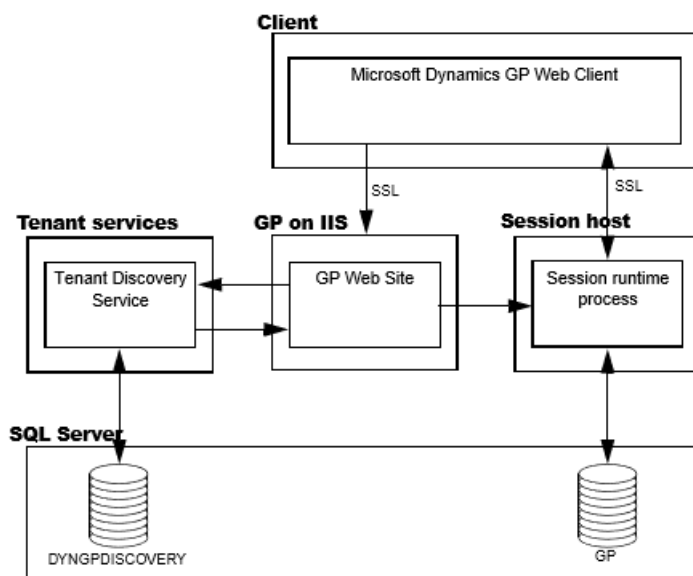 Client
Microsoft Dynamics GP Web Client
SSL
SSL
Tenant services
GP on IIS
Session host
Tenant Discovery
Service
GP Web Site
Session runtime
process
SQL Server
DYNGPDISCOVERY
GP